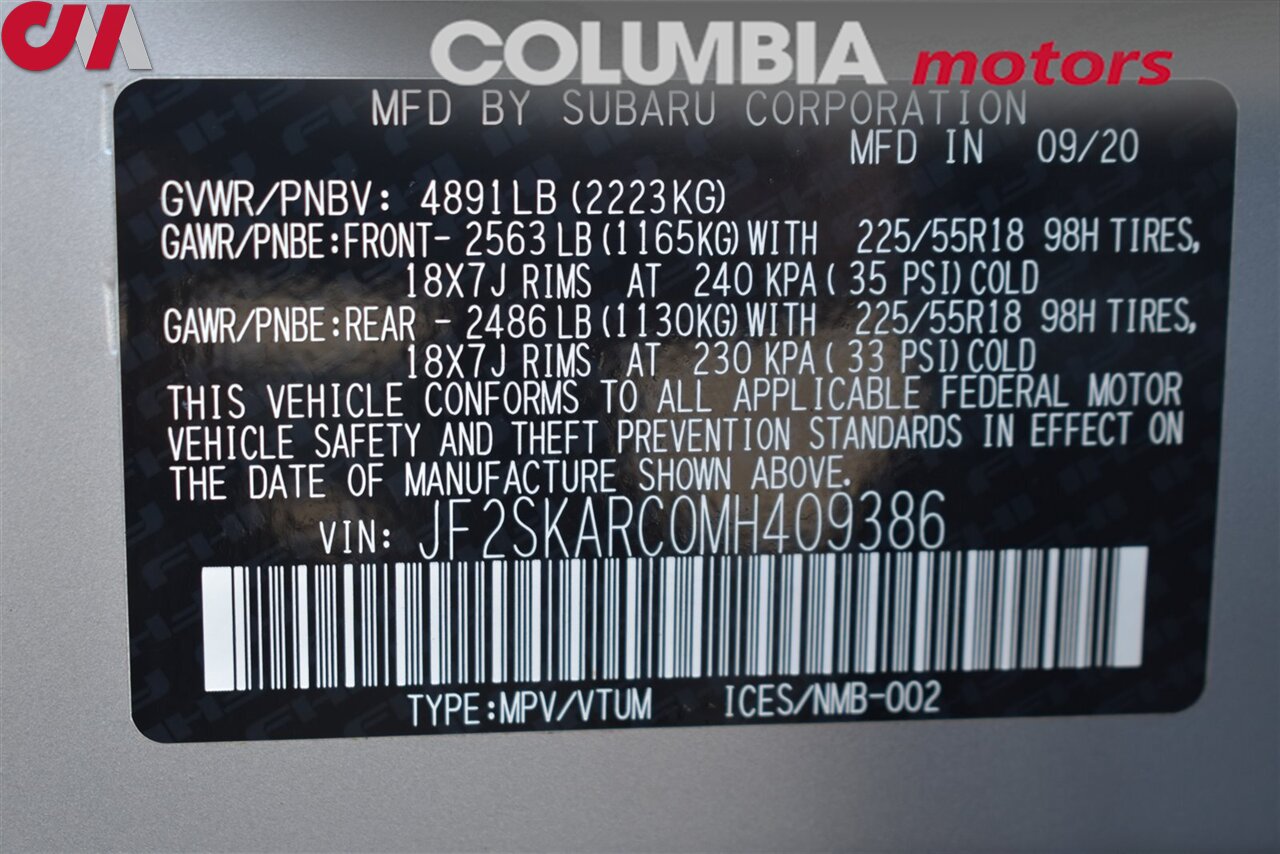 CM
COLUMBIA motors
MFD BY SUBARU CORPORATION
MFD IN 09/20
GVWR/PNBV: 4891LB (2223KG)
GAWR/PNBE:FRONT- 2563 LB (1165KG) WITH 225/55R18 98H TIRES,
18X7J RIMS AT 240 KPA ( 35 PSI) COLD
GAWR/PNBE:REAR - 2486 LB (1130KG) WITH 225/55R18 98H TIRES,
18X7J RIMS AT 230 KPA ( 33 PSI) COLD
THIS VEHICLE CONFORMS TO ALL APPLICABLE FEDERAL MOTOR
VEHICLE SAFETY AND THEFT PREVENTION STANDARDS IN EFFECT ON
THE DATE OF MANUFACTURE SHOWN ABOVE.
VIN: JF2SKARC0MH409386
TYPE:MPV/VTUM ICES/NMB-002